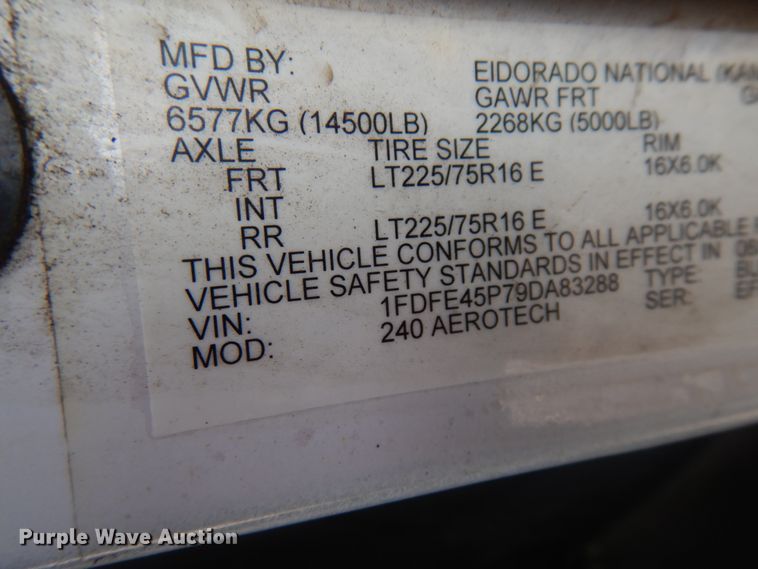 MFD BY: ElDORADO NATIONAL (KAN
GVWR GAWR FRT
6577KG (14500LB) 2268KG (5000LB)
AXLE TIRE SIZE RIM
FRT LT225/75R16 E 16X6.0K
INT
RR LT225/75R16 E 16X6.0K
THIS VEHICLE CONFORMS TO ALL APPLICABLE
VEHICLE SAFETY STANDARDS IN EFFECT IN
VIN: 1FDFE45P79DA83288 TYPE:
MOD: 240 AEROTECH SER:
Purple Wave Auction